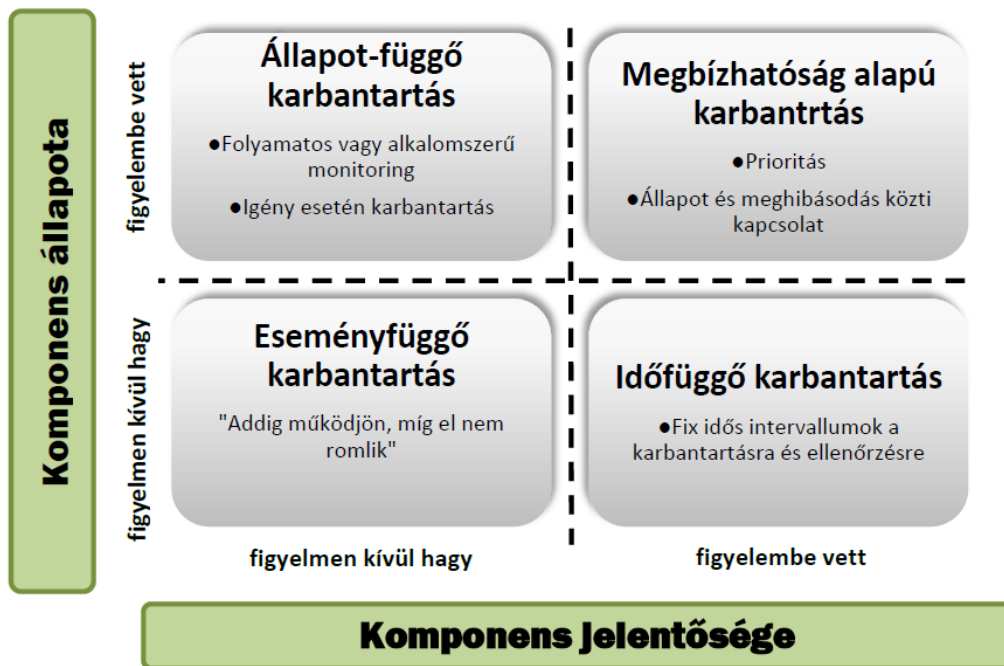 Komponens állapota
figyelembe vett
Állapot-függő
karbantartás
●Folyamatos vagy alkalomszerű
monitoring
●Igény esetén karbantartás
Megbízhatóság alapú
karbantrtás
●Prioritás
●Állapot és meghibásodás közti
kapcsolat
figyelmen kívül hagy
Eseményfüggő
karbantartás
"Addig működjön, míg el nem
romlik"
Időfüggő karbantartás
●Fix idős intervallumok a
karbantartásra és ellenőrzésre
figyelmen kívül hagy
figyelembe vett
Komponens jelentősége